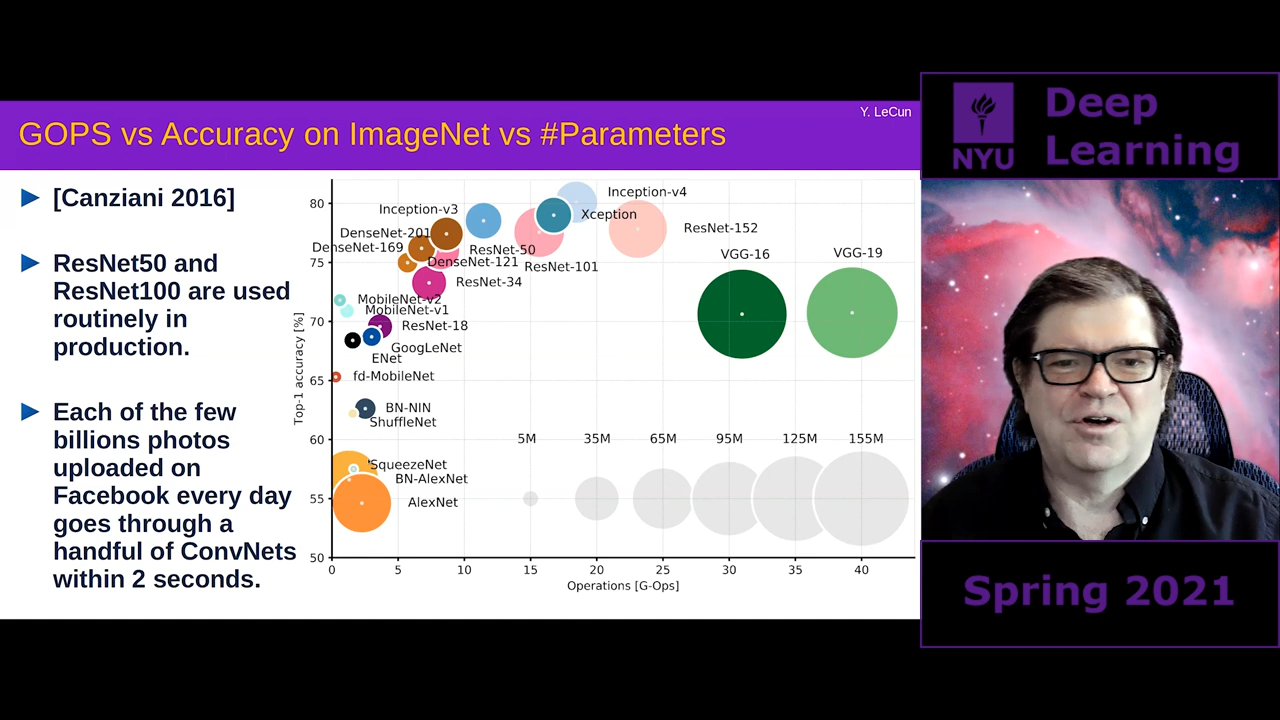 Y. LeCun
GOPS vs Accuracy on ImageNet vs #Parameters
[Canziani 2016]
ResNet50 and
ResNet100 are used
routinely in
production.
Each of the few
billions photos
uploaded on
Facebook every day
goes through a
handful of ConvNets
within 2 seconds.
Top-1 accuracy [%]
80
75
70
65
60
55
50
Inception-v4
Inception-v3
Xception
DenseNet-201
ResNet-152
DenseNet-169
ResNet-50
DenseNet-121
ResNet-101
VGG-16
VGG-19
ResNet-34
MobileNet-v2
MobileNet-v1
ResNet-18
GoogLeNet
ENet
fd-MobileNet
BN-NIN
ShuffleNet
5M 35M 65M 95M 125M 155M
'SqueezeNet
BN-AlexNet
AlexNet
0 5 10 15 20 25 30 35 40
Operations [G-Ops]
NYU
Deep
Learning
Spring 2021